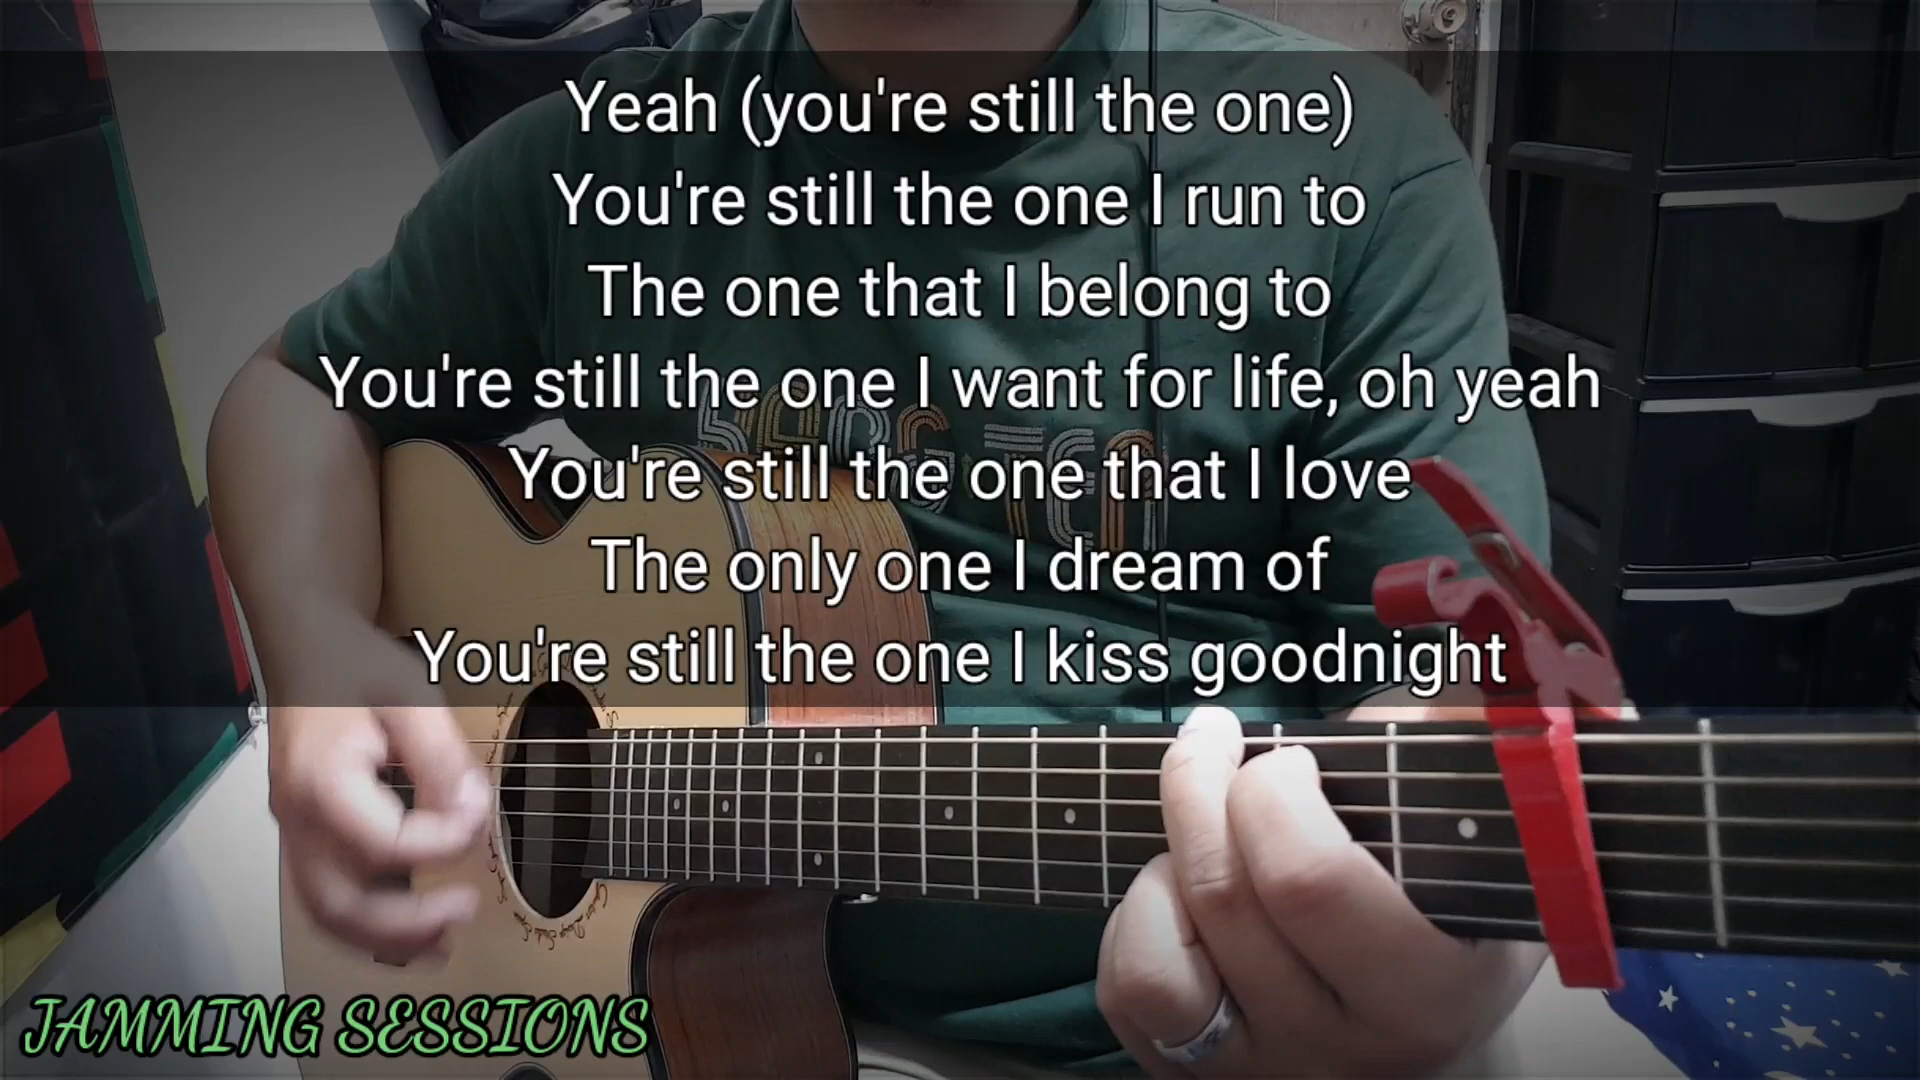 Yeah (you're still the one)
You're still the one I run to
The one that I belong to
You're still the one I want for life, oh yeah
You're still the one that I love
The only one I dream of
You're still the one I kiss goodnight
JAMMING SESSIONS